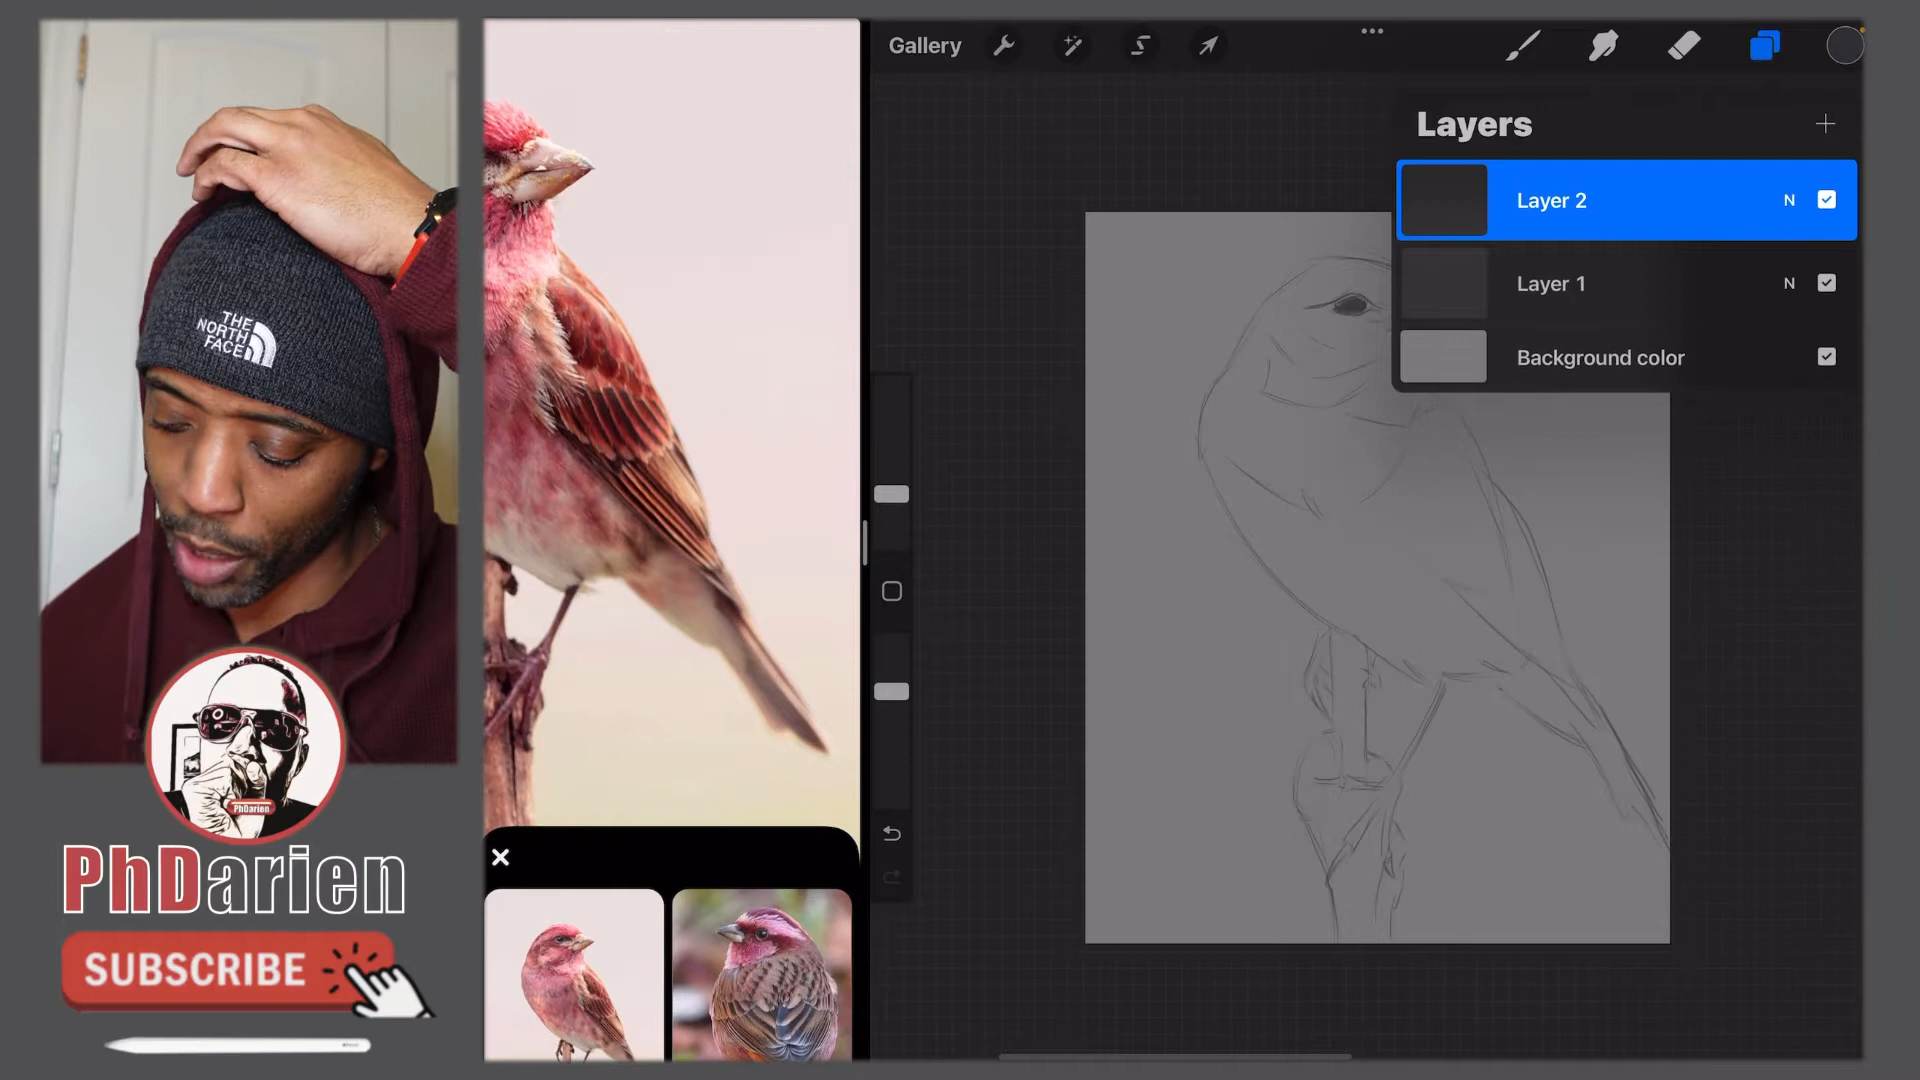 Gallery
Layers
Layer 2
N
Layer 1
N
Background color
THE
NORTH
FACE
PhDarien
PhDarien
SUBSCRIBE